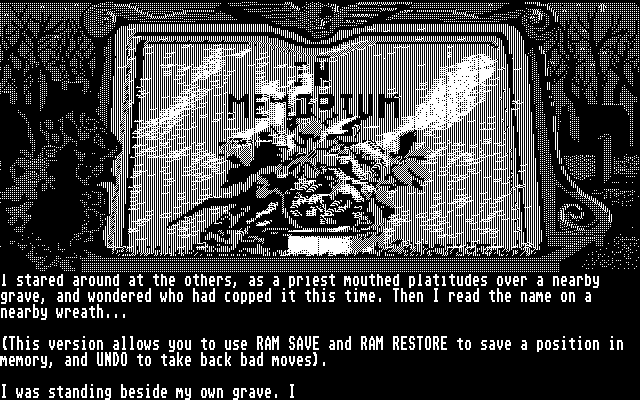 IN
MEMORIUM
I stared around at the others, as a priest mouthed platitudes over a nearby
grave, and wondered who had copped it this time. Then I read the name on a
nearby wreath...
(This version allows you to use RAM SAVE and RAM RESTORE to save a position in
memory, and UNDO to take back bad moves).
I was standing beside my own grave. I